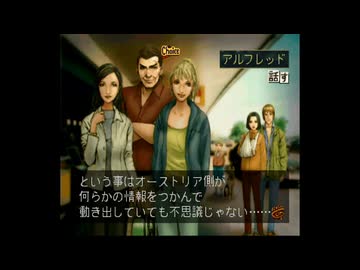 Choice
アルフレッド
話す
という事はオーストリア側が
何らかの情報をつかんで
動き出していても不思議じゃない……